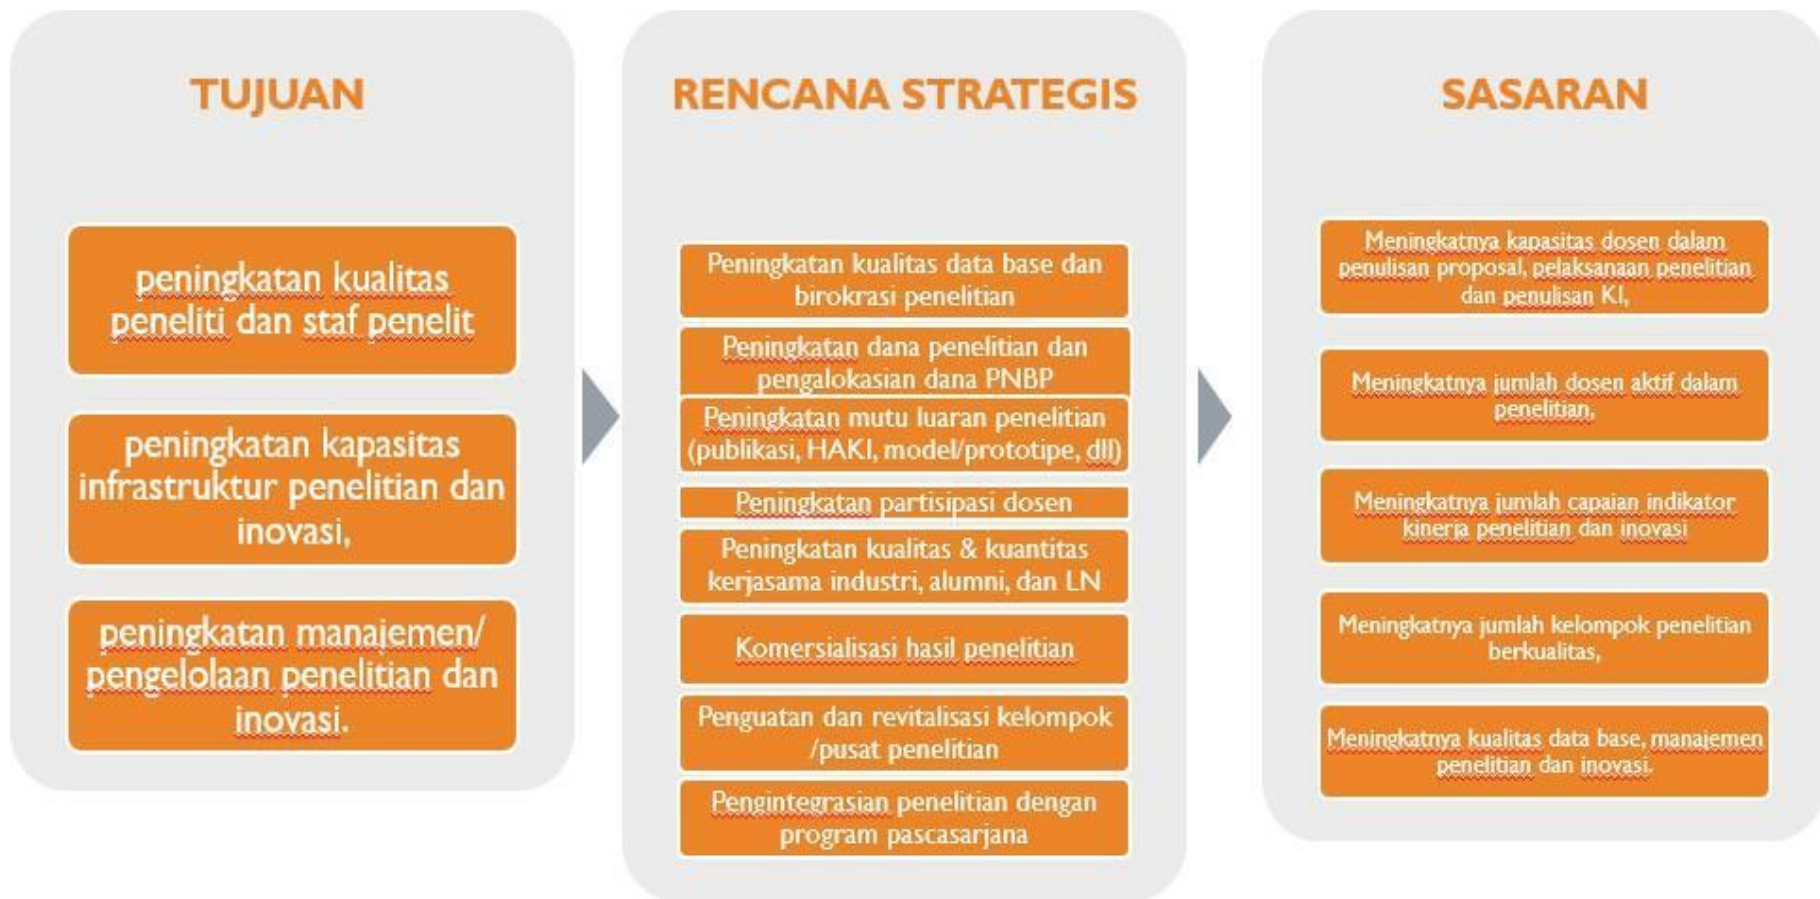 TUJUAN
peningkatan kualitas
peneliti dan staf penelit
peningkatan kapasitas
infrastruktur penelitian dan
inovasi,
peningkatan manajemen/
pengelolaan penelitian dan
inovasi.
RENCANA STRATEGIS
Peningkatan kualitas data base dan
birokrasi penelitian
Peningkatan dana penelitian dan
pengalokasian dana PNBP
Peningkatan mutu luaran penelitian
(publikasi, HAKI, model/prototipe, dll)
Peningkatan partisipasi dosen
Peningkatan kualitas & kuantitas
kerjasama industri, alumni, dan LN
Komersialisasi hasil penelitian
Penguatan dan revitalisasi kelompok
/pusat penelitian
Pengintegrasian penelitian dengan
program pascasarjana
SASARAN
Meningkatnya kapasitas dosen dalam
penulisan proposal, pelaksanaan penelitian
dan penulisan KI,
Meningkatnya jumlah dosen aktif dalam
penelitian,
Meningkatnya jumlah capaian indikator
kinerja penelitian dan inovasi
Meningkatnya jumlah kelompok penelitian
berkualitas,
Meningkatnya kualitas data base, manajemen
penelitian dan inovasi.